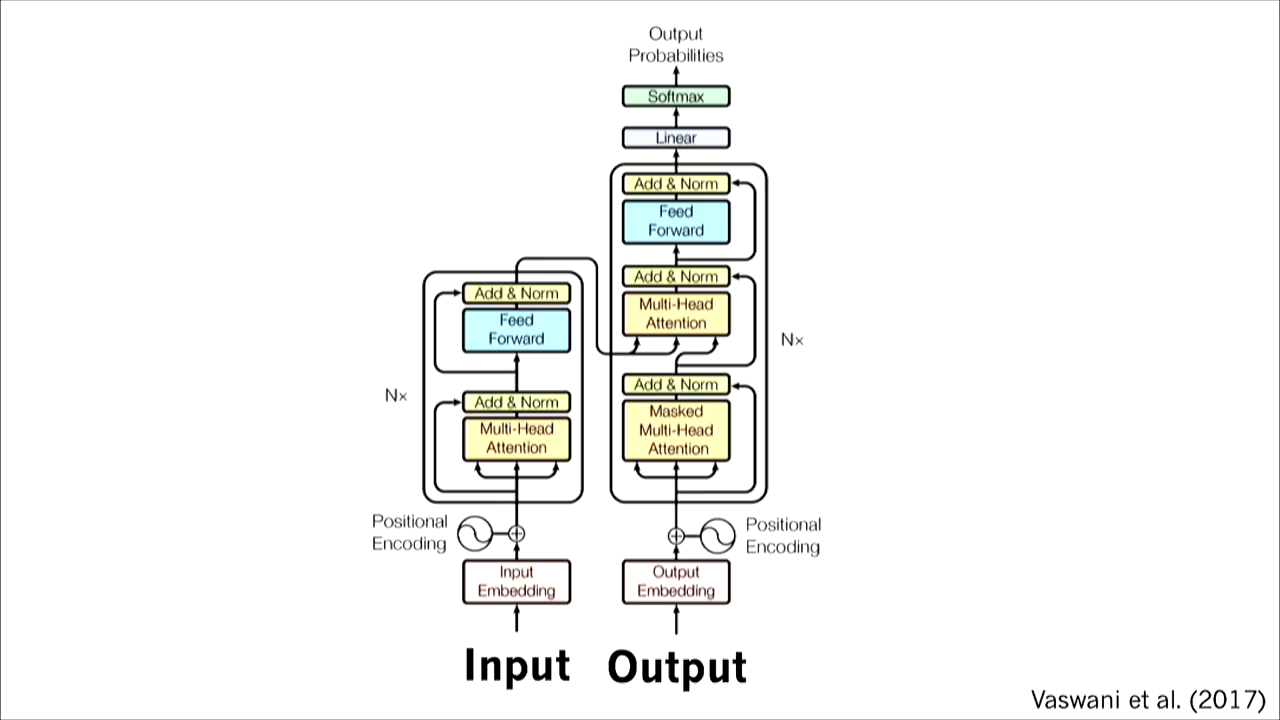 Output
Probabilities
Softmax
Linear
Add & Norm
Feed
Forward
Add & Norm
Multi-Head
Attention
Add & Norm
Masked
Multi-Head
Attention
Nx
Add & Norm
Feed
Forward
Add & Norm
Multi-Head
Attention
Nx
Positional
Encoding
Positional
Encoding
Input
Embedding
Output
Embedding
Input
Output
Vaswani et al. (2017)